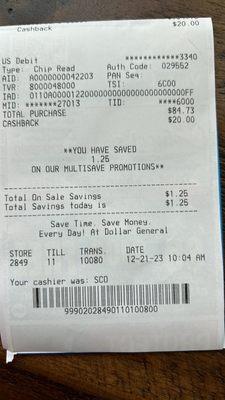 $20.00
Cashback
US Debit ************3340
Type: Chip Read Auth Code: 029552
AID: A0000000042203 PAN Seq:
TVR: 8000048000 TSI: 6C00
IAD: 0110A00001220000000000000000000000FF
MID: *******27013 TID: ****6000
TOTAL PURCHASE $84.73
CASHBACK $20.00
**YOU HAVE SAVED
1.25
ON OUR MULTISAVE PROMOTIONS**
Total On Sale Savings $1.25
Total Savings today is $1.25
Save Time. Save Money.
Every Day! At Dollar General
STORE TILL TRANS. DATE
2849 11 10080 12-21-23 10:04 AM
Your cashier was: SCO
99902028490110100800